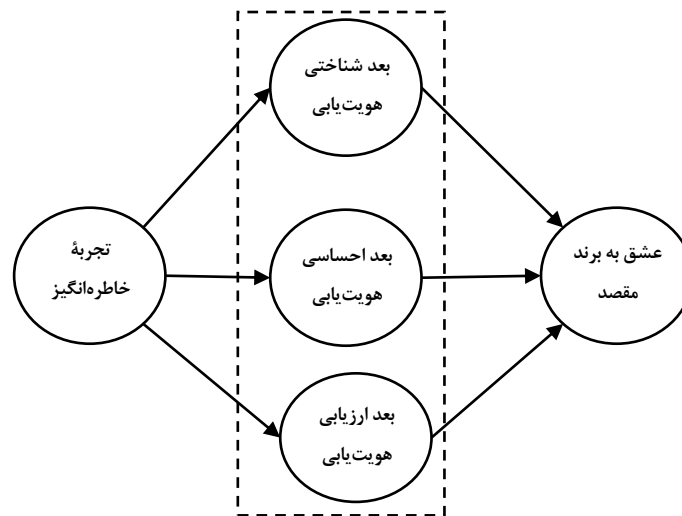 بعد شناختی
هویت‌یابی
تجربهٔ
خاطره‌انگیز
بعد احساسی
هویت‌یابی
عشق به برند
مقصد
بعد ارزیابی
هویت‌یابی